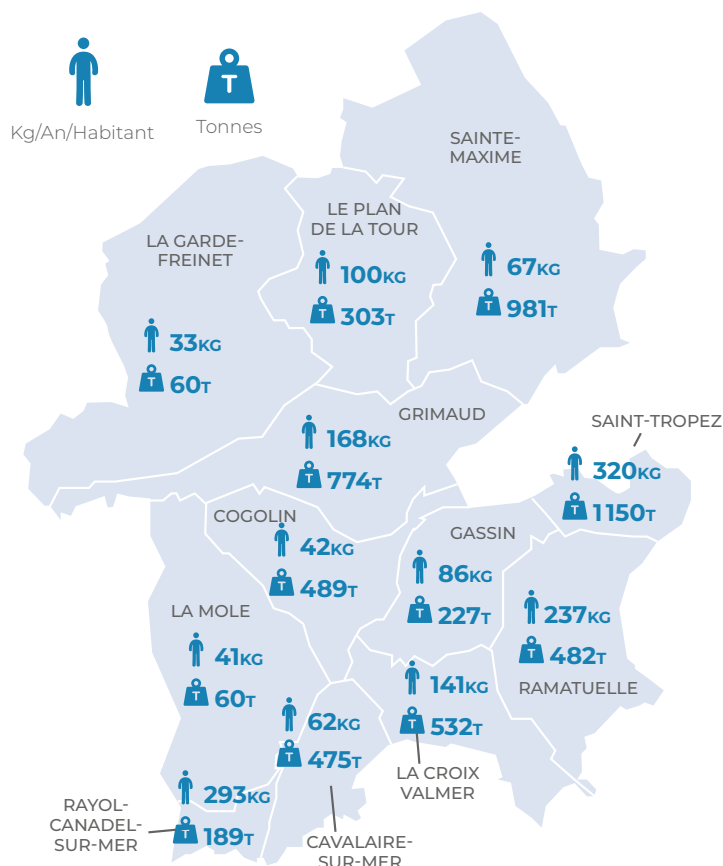 T
Kg/An/Habitant
Tonnes
SAINTE-
MAXIME
67KG
T 981T
LE PLAN
DE LA TOUR
100KG
T 303T
LA GARDE-
FREINET
33KG
T 60T
GRIMAUD
168KG
T 774T
SAINT-TROPEZ
320KG
T 1150T
COGOLIN
42KG
T 489T
GASSIN
86KG
T 227T
237KG
T 482T
RAMATUELLE
LA MOLE
41KG
T 60T
141KG
T 532T
LA CROIX
VALMER
62KG
T 475T
CAVALAIRE-
SUR-MER
293KG
T 189T
RAYOL-
CANADEL-
SUR-MER